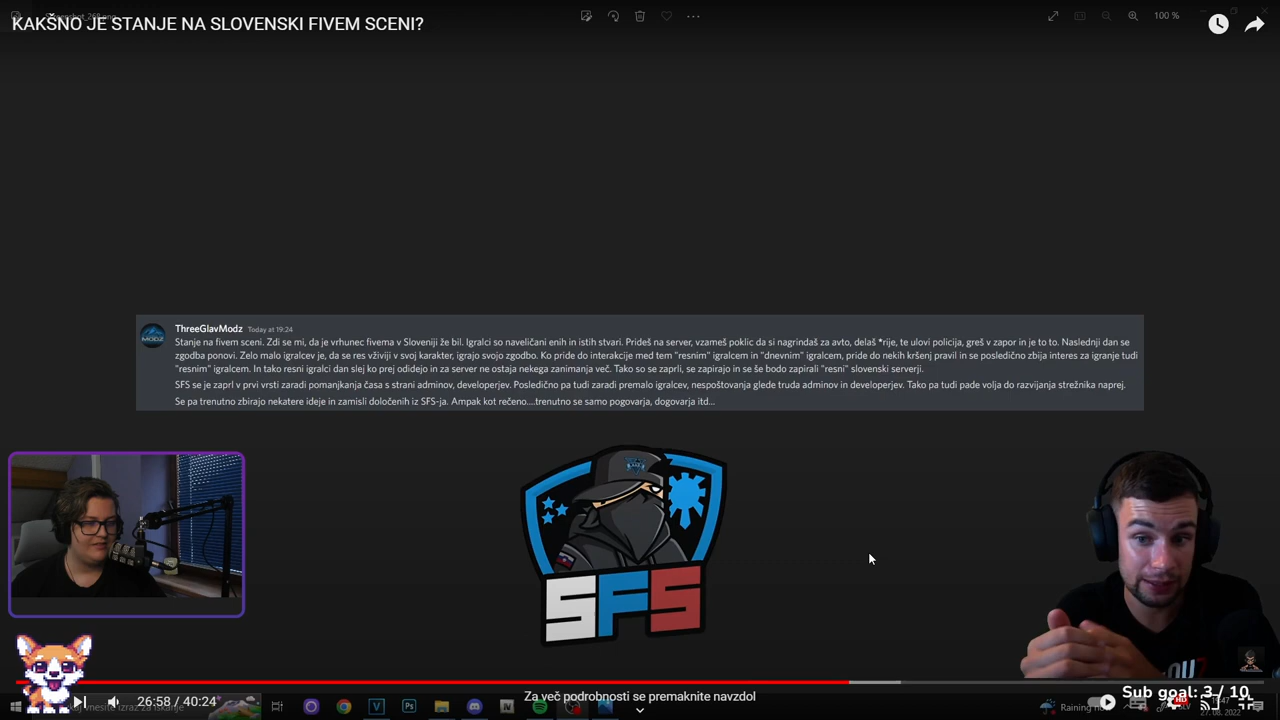 KAKŠNO JE STANJE NA SLOVENSKI FIVEM SCENI?
100 %
ThreeGlavModz Today at 19:24
Stanje na fivem sceni. Zdi se mi, da je vrhunec fivema v Sloveniji že bil. Igralci so naveličani enih in istih stvari. Prideš na server, vzameš poklic da si nagrindaš za avto, delaš *rije, te ulovi policija, greš v zapor in je to to. Naslednji dan se
zgodba ponovi. Zelo malo igralcev je, da se res vživiji v svoj karakter, igrajo svojo zgodbo. Ko pride do interakcije med tem "resnim" igralcem in "dnevnim" igralcem, pride do nekih kršenj pravil in se posledično zbija interes za igranje tudi
"resnim" igralcem. In tako resni igralci dan slej ko prej odidejo in za server ne ostaja nekega zanimanja več. Tako so se zaprli, se zapirajo in se še bodo zapirali "resni" slovenski serverji.
SFS se je zaprl v prvi vrsti zaradi pomanjkanja časa s strani adminov, developerjev. Posledično pa tudi zaradi premalo igralcev, nespoštovanja glede truda adminov in developerjev. Tako pa tudi pade volja do razvijanja strežnika naprej.
Se pa trenutno zbirajo nekatere ideje in zamisli določenih iz SFS-ja. Ampak kot rečeno....trenutno se samo pogovarja, dogovarja itd...
MODZ
SFS
Sub goal: 3 / 10
26:58 / 40:24
Za več podrobnosti se premaknite navzdol
Raining
HD
27. 08. 2022